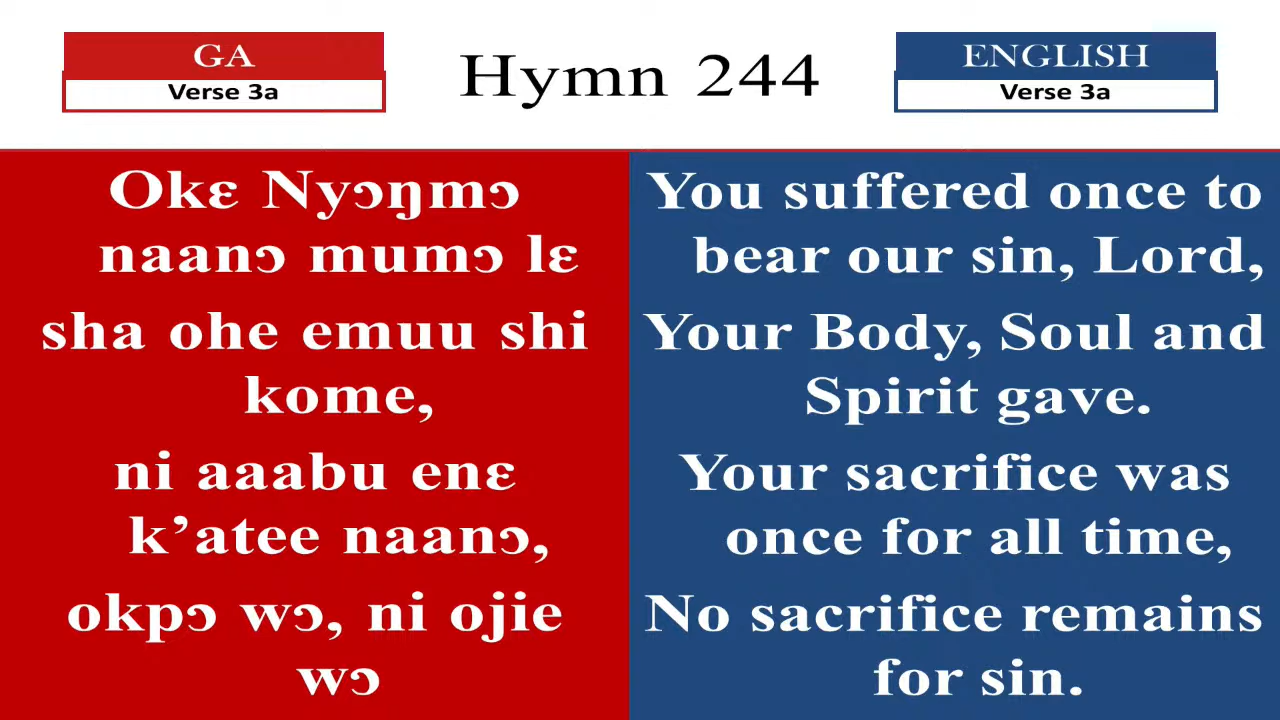 GA
Verse 3a
Hymn 244
ENGLISH
Verse 3a
Okɛ Nyɔŋmɔ
naanɔ mumɔ lɛ
sha ohe emuu shi
kome,
ni aaabu enɛ
k’atee naanɔ,
okpɔ wɔ, ni ojie
wɔ
You suffered once to
bear our sin, Lord,
Your Body, Soul and
Spirit gave.
Your sacrifice was
once for all time,
No sacrifice remains
for sin.